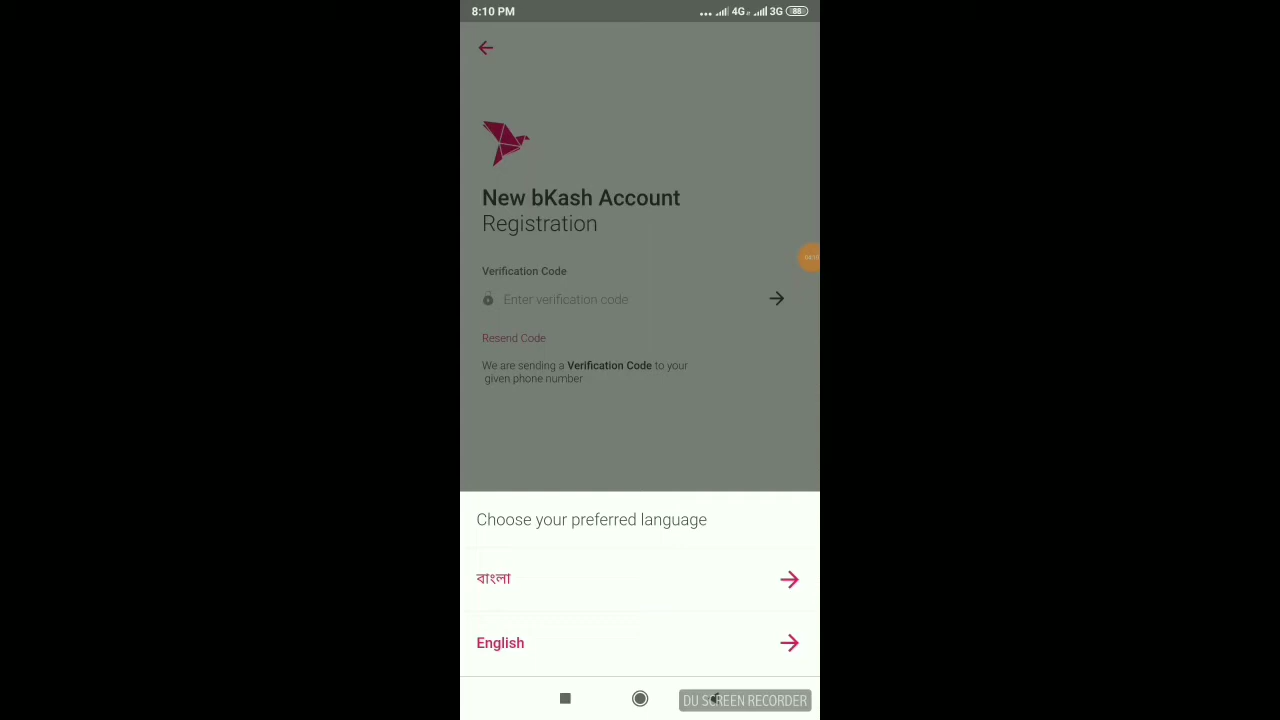 8:10 PM
4G
3G
88
New bKash Account
Registration
Verification Code
Enter verification code
Resend Code
We are sending a Verification Code to your
given phone number
Choose your preferred language
বাংলা
English
DU SCREEN RECORDER